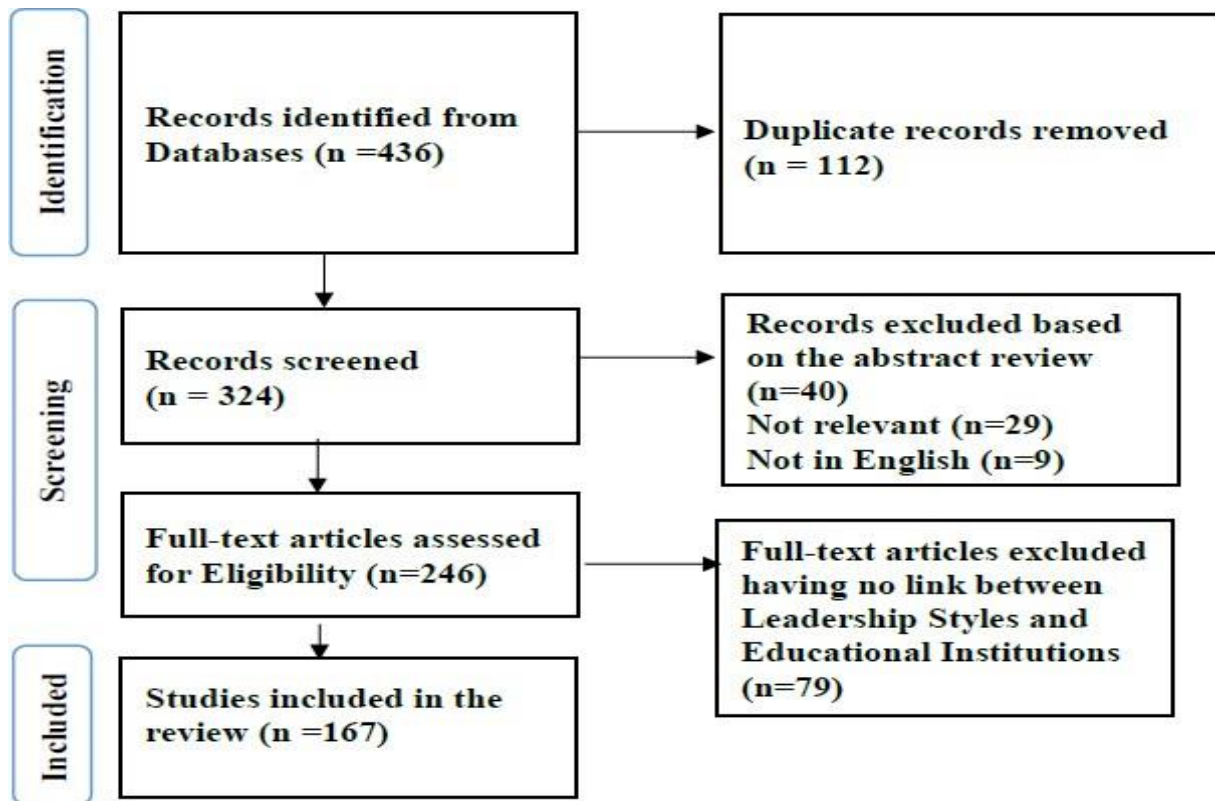 Identification
Records identified from
Databases (n =436)
Duplicate records removed
(n = 112)
Screening
Records screened
(n = 324)
Records excluded based
on the abstract review
(n=40)
Not relevant (n=29)
Not in English (n=9)
Full-text articles assessed
for Eligibility (n=246)
Full-text articles excluded
having no link between
Leadership Styles and
Educational Institutions
(n=79)
Included
Studies included in the
review (n =167)